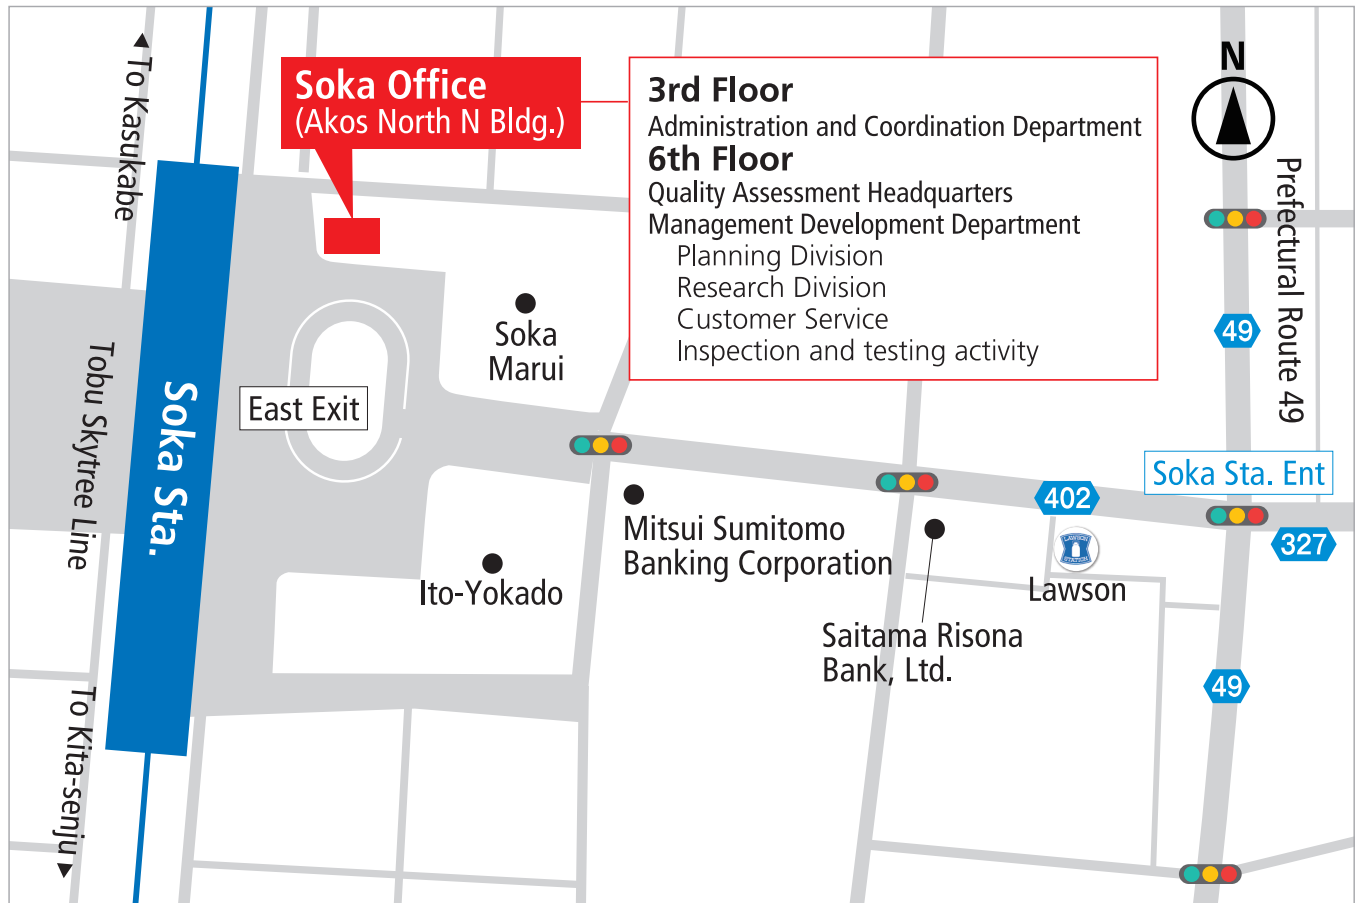 Soka Office
(Akos North N Bldg.)
3rd Floor
Administration and Coordination Department
6th Floor
Quality Assessment Headquarters
Management Development Department
Planning Division
Research Division
Customer Service
Inspection and testing activity
N
To Kasukabe
Prefectural Route 49
49
Soka
Marui
East Exit
Tobu Skytree Line
Soka Sta.
Soka Sta. Ent
402
327
Mitsui Sumitomo
Banking Corporation
LAWSON
STATION
Lawson
Ito-Yokado
Saitama Risona
Bank, Ltd.
49
To Kita-senju